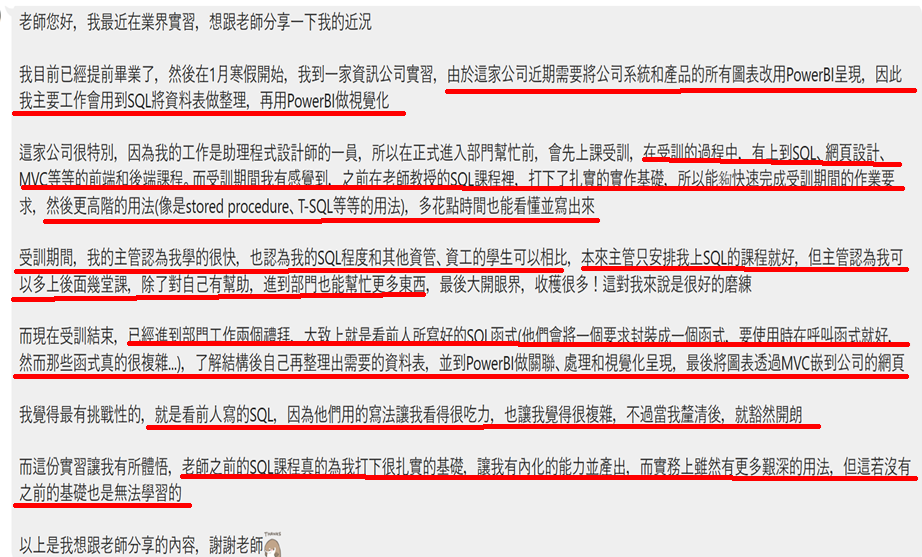 老師您好，我最近在業界實習，想跟老師分享一下我的近況
我目前已經提前畢業了，然後在1月寒假開始，我到一家資訊公司實習，由於這家公司近期需要將公司系統和產品的所有圖表改用PowerBI呈現，因此
我主要工作會用到SQL將資料表做整理，再用PowerBI做視覺化
這家公司很特別，因為我的工作是助理程式設計師的一員，所以在正式進入部門幫忙前，會先上課受訓，在受訓的過程中，有上到SQL、網頁設計、
MVC等等的前端和後端課程。而受訓期間我有感覺到，之前在老師教授的SQL課程裡，打下了扎實的實作基礎，所以能夠快速完成受訓期間的作業要
求，然後更高階的用法(像是stored procedure、T-SQL等等的用法)，多花點時間也能看懂並寫出來
受訓期間，我的主管認為我學的很快，也認為我的SQL程度和其他資管、資工的學生可以相比，本來主管只安排我上SQL的課程就好，但主管認為我可
以多上後面幾堂課，除了對自己有幫助，進到部門也能幫忙更多東西，最後大開眼界，收穫很多！這對我來說是很好的磨練
而現在受訓結束，已經進到部門工作兩個禮拜，大致上就是看前人所寫好的SQL函式(他們會將一個要求封裝成一個函式，要使用時在呼叫函式就好，
然而那些函式真的很複雜...)，了解結構後自己再整理出需要的資料表，並到PowerBI做關聯、處理和視覺化呈現，最後將圖表透過MVC嵌到公司的網頁
我覺得最有挑戰性的，就是看前人寫的SQL，因為他們用的寫法讓我看得很吃力，也讓我覺得很複雜，不過當我釐清後，就豁然開朗
而這份實習讓我有所體悟，老師之前的SQL課程真的為我打下很扎實的基礎，讓我有內化的能力並產出，而實務上雖然有更多艱深的用法，但這若沒有
之前的基礎也是無法學習的
以上是我想跟老師分享的內容，謝謝老師